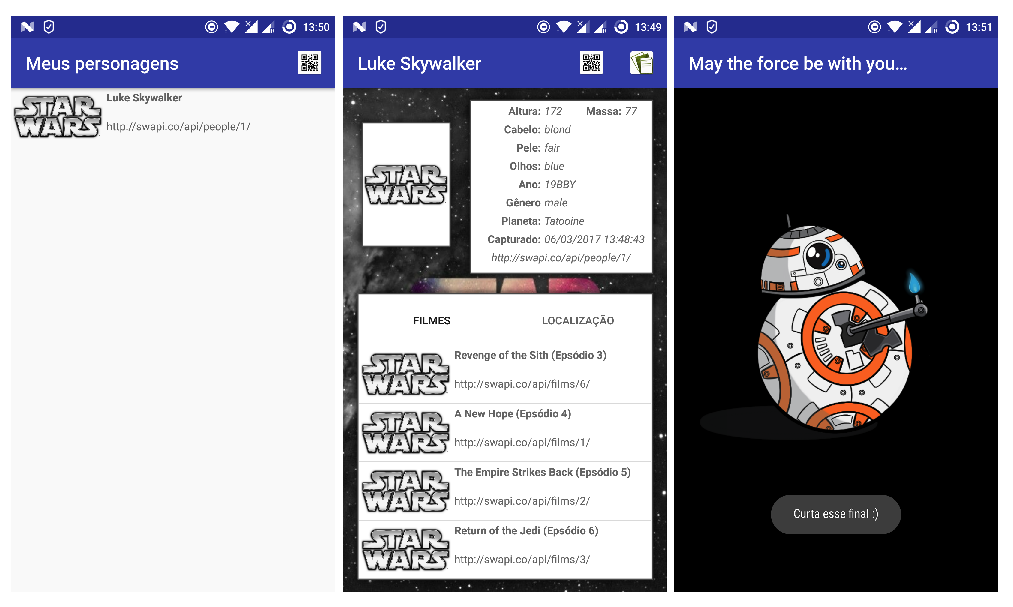 13:50
Meus personagens
STAR WARS
Luke Skywalker
http://swapi.co/api/people/1/
13:49
Luke Skywalker
STAR WARS
Altura: 172 Massa: 77
Cabelo: blond
Pele: fair
Olhos: blue
Ano: 19BBY
Gênero male
Planeta: Tatooine
Capturado: 06/03/2017 13:48:43
http://swapi.co/api/people/1/
FILMES LOCALIZAÇÃO
STAR WARS
Revenge of the Sith (Epsódio 3)
http://swapi.co/api/films/6/
STAR WARS
A New Hope (Epsódio 4)
http://swapi.co/api/films/1/
STAR WARS
The Empire Strikes Back (Epsódio 5)
http://swapi.co/api/films/2/
STAR WARS
Return of the Jedi (Epsódio 6)
http://swapi.co/api/films/3/
13:51
May the force be with you...
Curta esse final :)